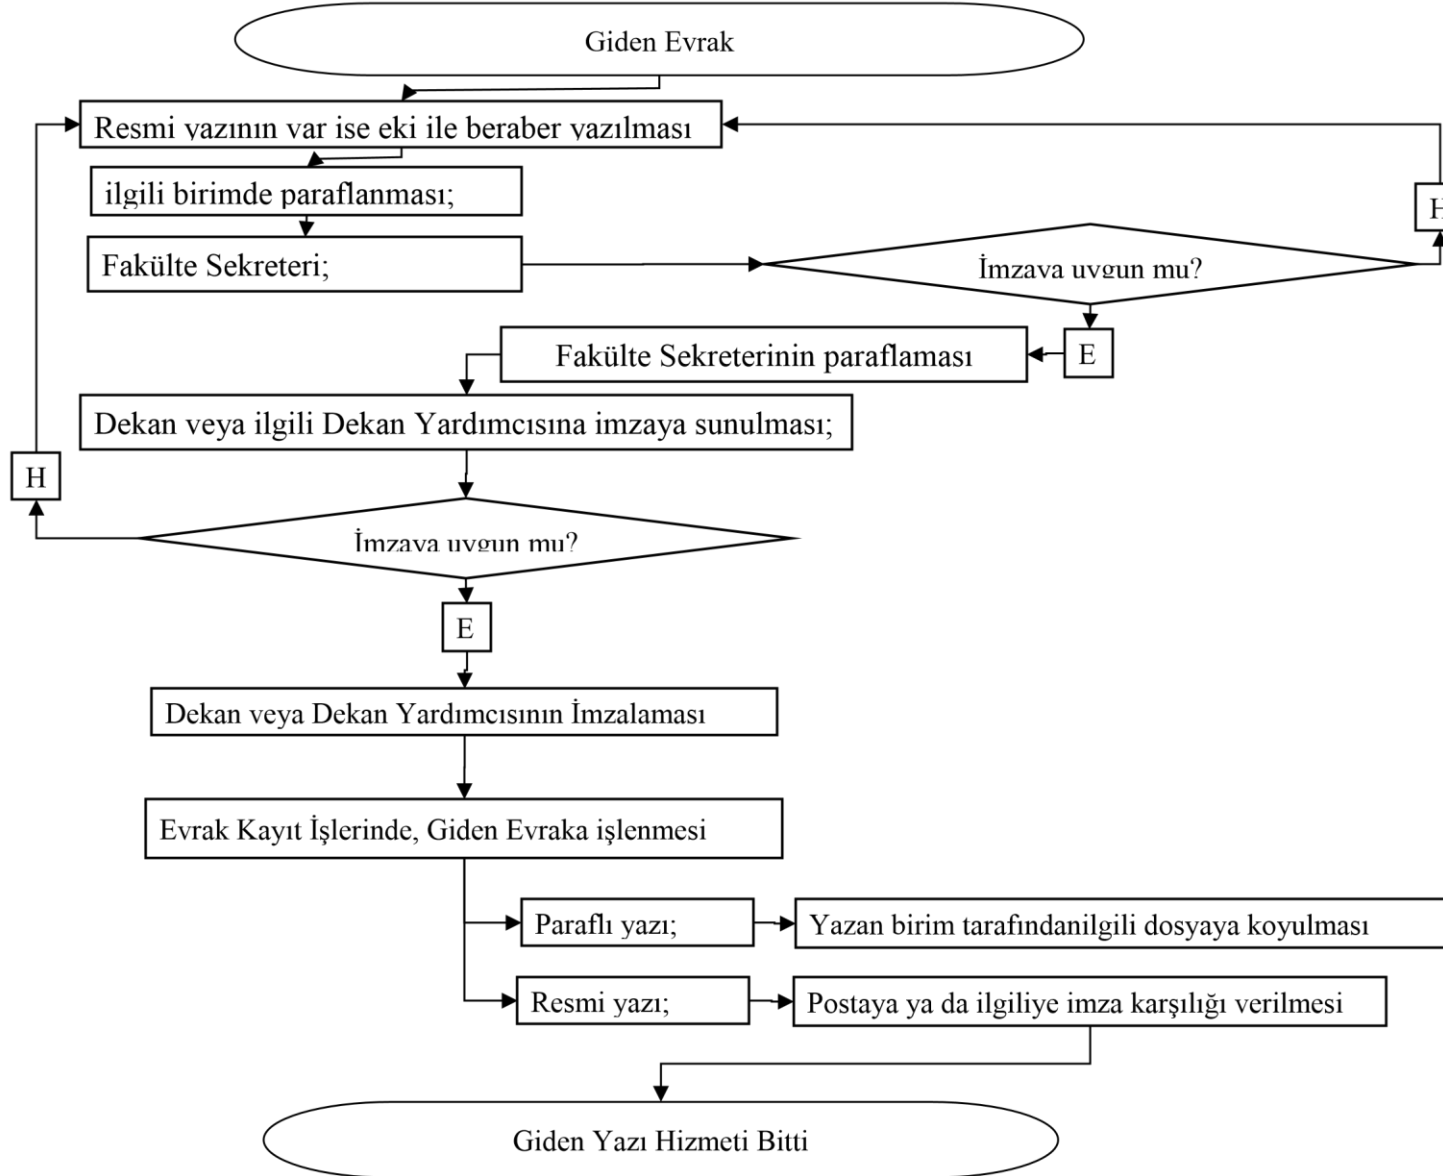 Giden Evrak
Resmi yazının var ise eki ile beraber yazılması
ilgili birimde paraflanması;
H
Fakülte Sekreteri;
İmzaya uygun mu?
Fakülte Sekreterinin paraflaması
E
Dekan veya ilgili Dekan Yardımcısına imzaya sunulması;
H
İmzaya uygun mu?
E
Dekan veya Dekan Yardımcısının İmzalaması
Evrak Kayıt İşlerinde, Giden Evraka işlenmesi
Paraflı yazı;
Yazan birim tarafındanilgili dosyaya koyulması
Resmi yazı;
Postaya ya da ilgiliye imza karşılığı verilmesi
Giden Yazı Hizmeti Bitti